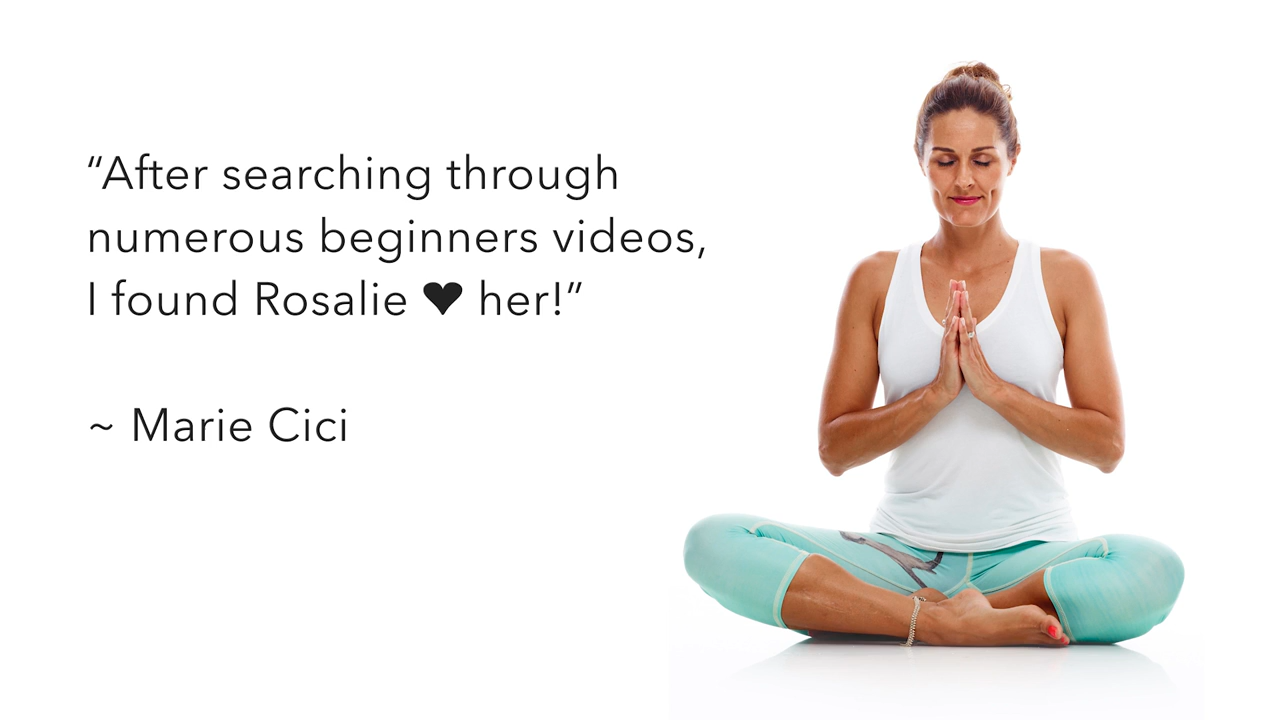 “After searching through
numerous beginners videos,
I found Rosalie ♥ her!”
~ Marie Cici